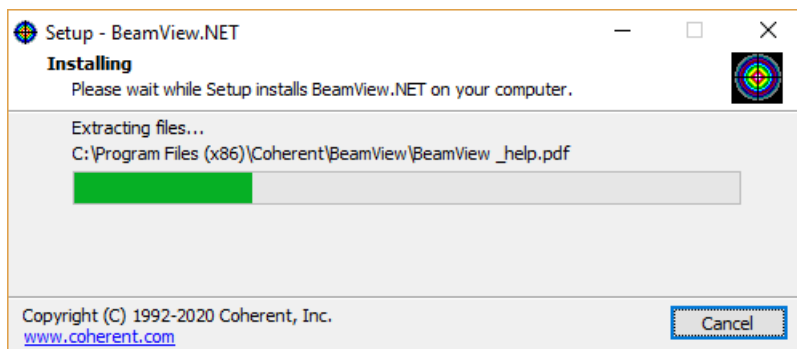 Setup - BeamView.NET
Installing
Please wait while Setup installs BeamView.NET on your computer.
Extracting files...
C:\Program Files (x86)\Coherent\BeamView\BeamView _help.pdf
Copyright (C) 1992-2020 Coherent, Inc.
www.coherent.com
Cancel